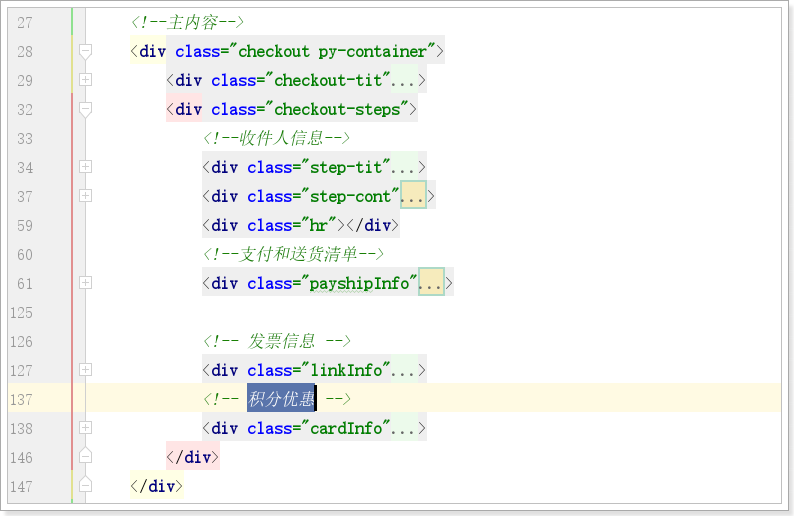 27 <!--主内容-->
28 <div class="checkout py-container">
29 <div class="checkout-tit"...>
32 <div class="checkout-steps">
33 <!--收件人信息-->
34 <div class="step-tit"...>
37 <div class="step-cont"...>
59 <div class="hr"></div>
60 <!--支付和送货清单-->
61 <div class="payshipInfo"...>
125
126 <!-- 发票信息 -->
127 <div class="linkInfo"...>
137 <!-- 积分优惠 -->
138 <div class="cardInfo"...>
146 </div>
147 </div>